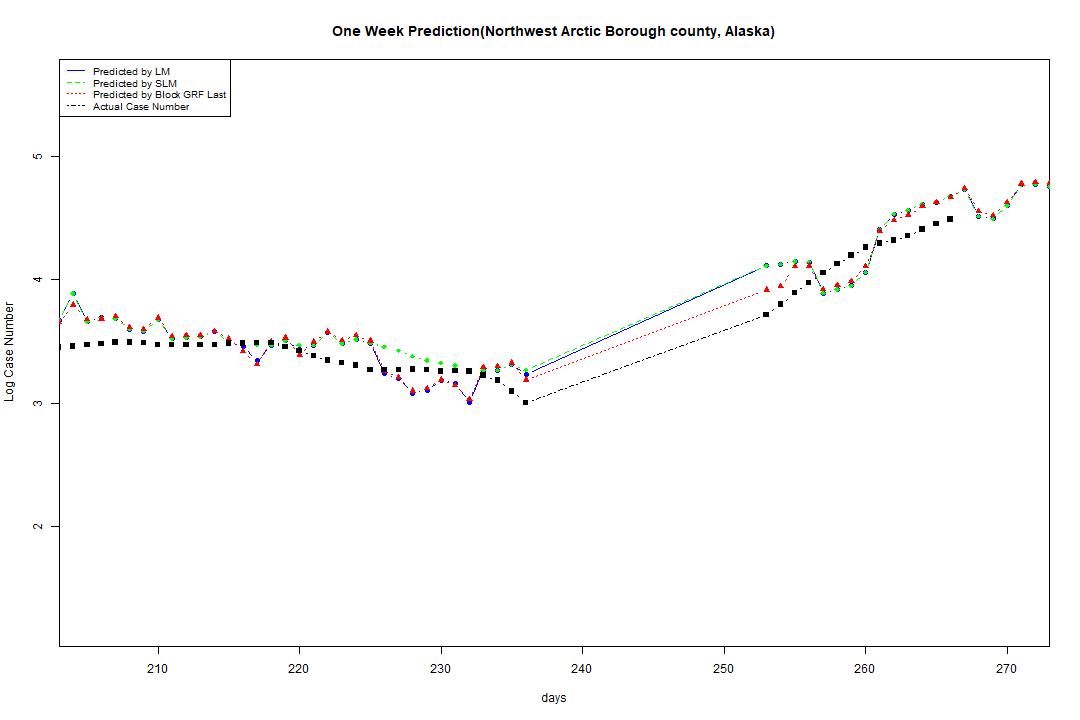 One Week Prediction(Northwest Arctic Borough county, Alaska)
Predicted by LM
Predicted by SLM
Predicted by Block GRF Last
Actual Case Number
5
4
3
2
Log Case Number
210 220 230 240 250 260 270
days